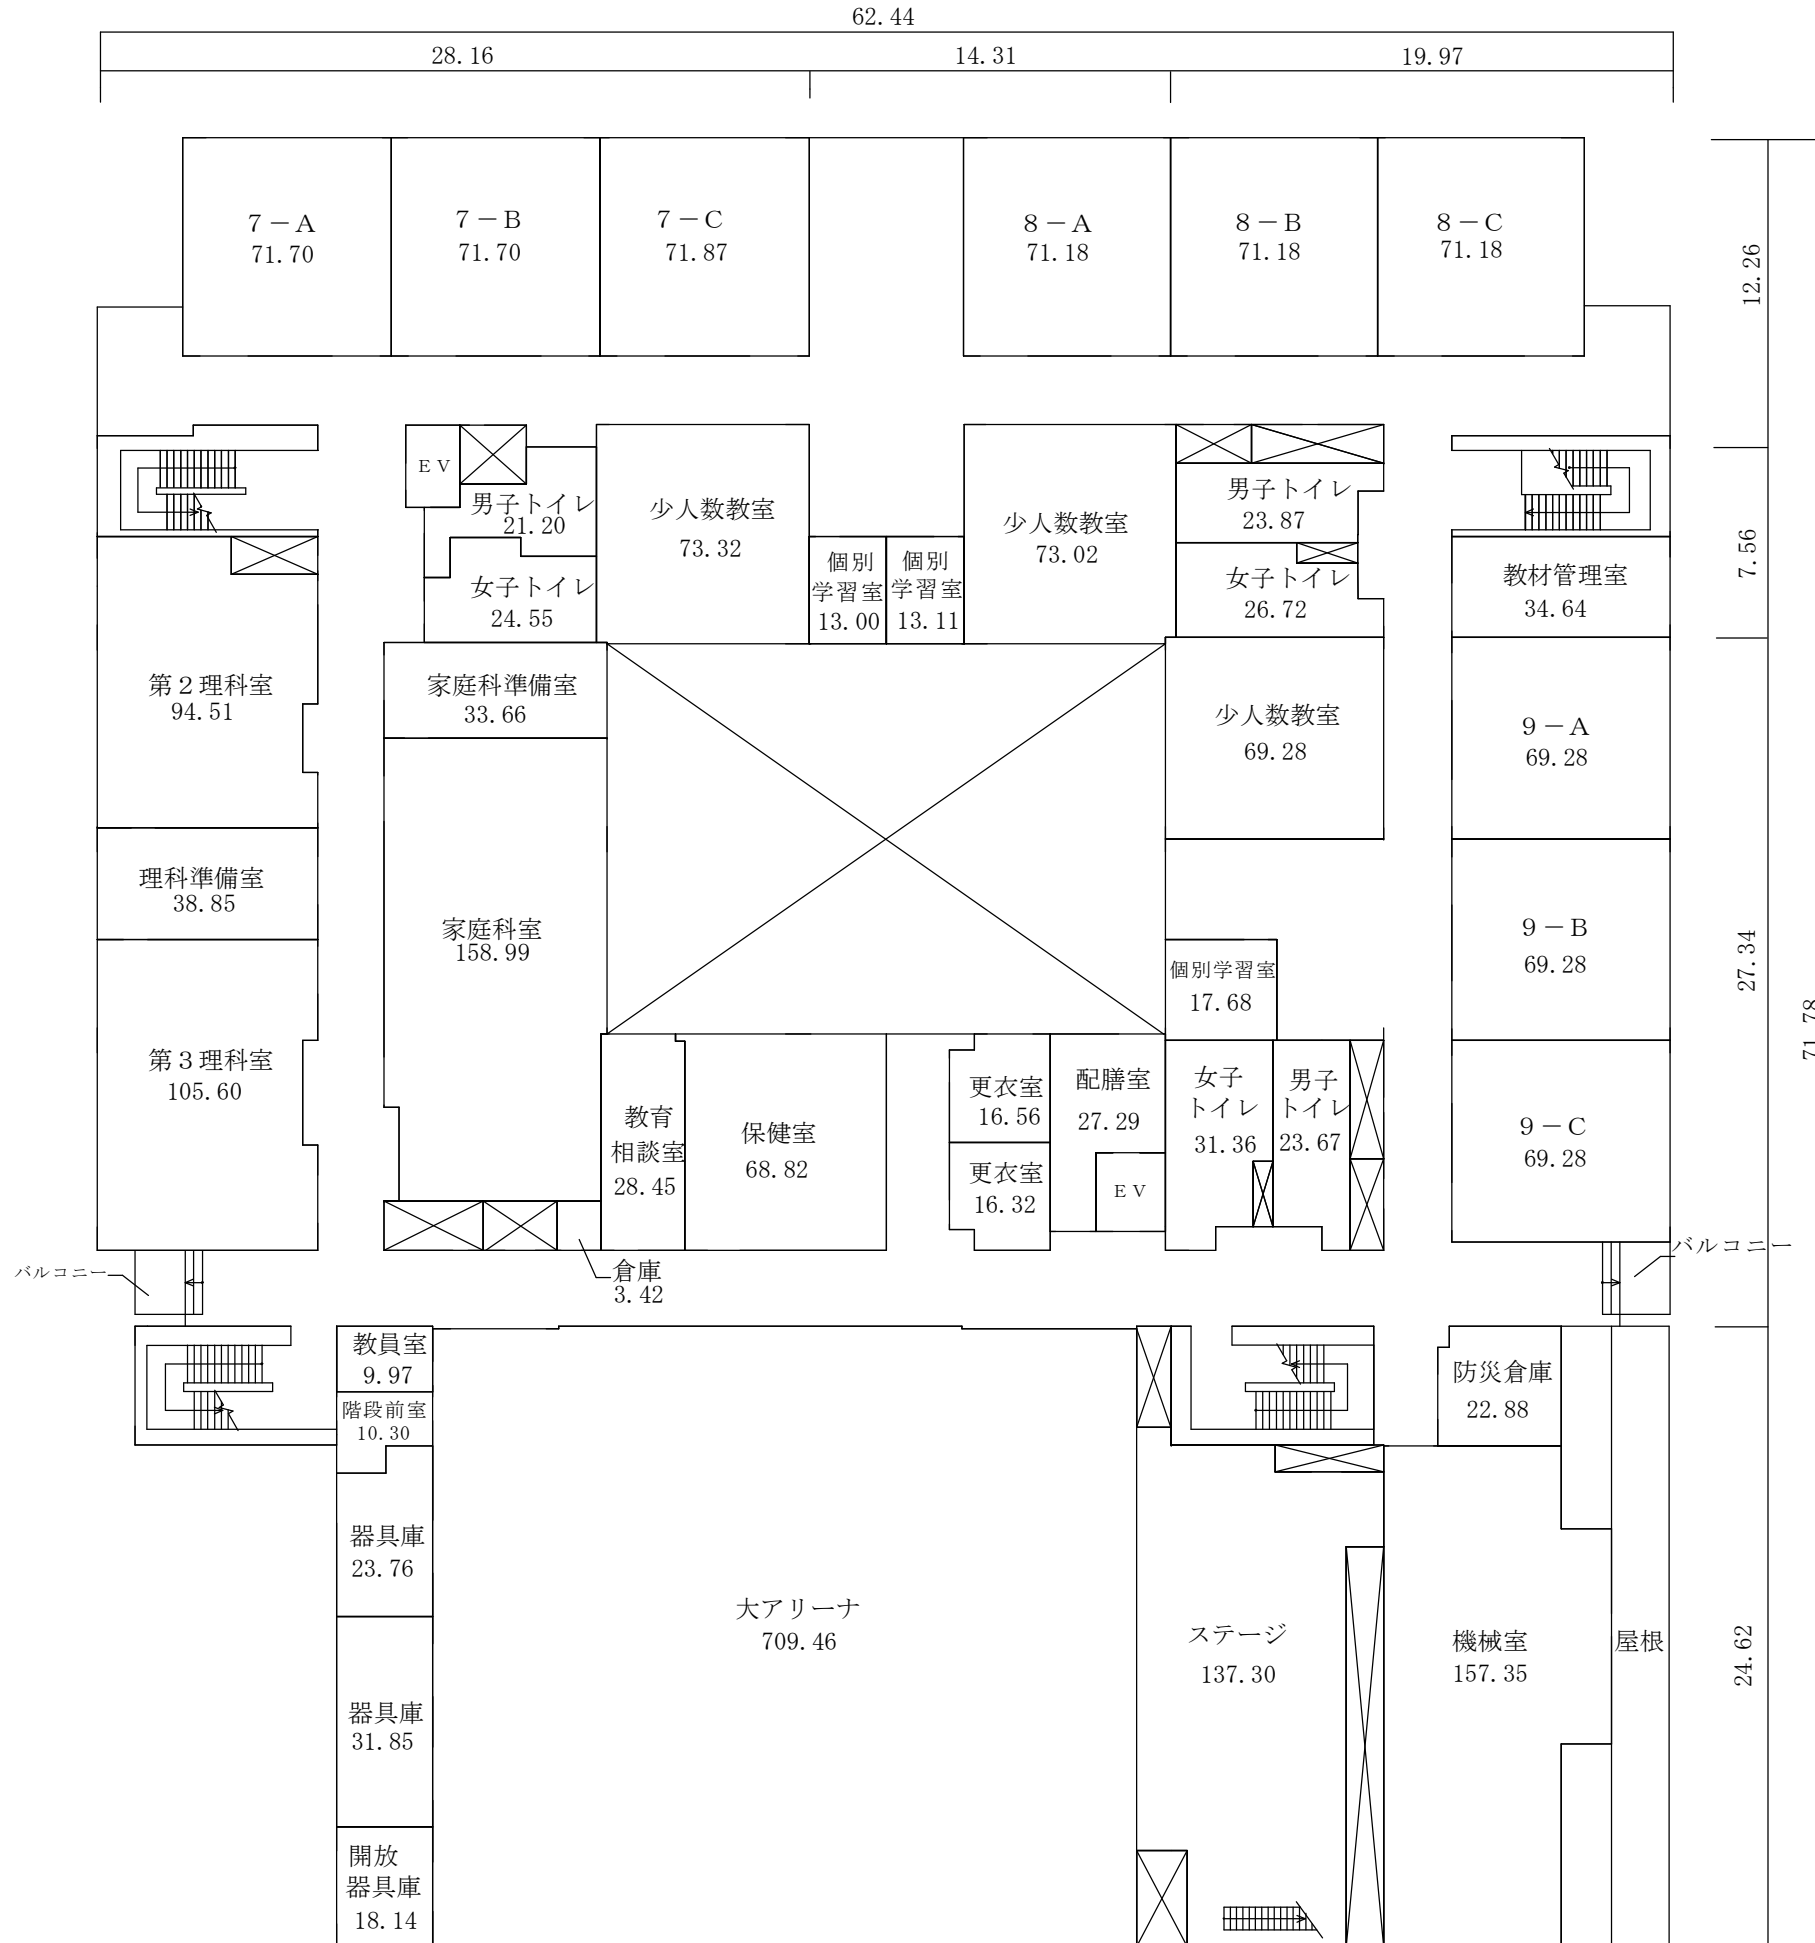 62.44
28.16
14.31
19.97
7－A
71.70
7－B
71.70
7－C
71.87
8－A
71.18
8－B
71.18
8－C
71.18
12.26
EV
男子トイレ
21.20
少人数教室
73.32
少人数教室
73.02
男子トイレ
23.87
女子トイレ
24.55
個別
学習室
13.00
個別
学習室
13.11
女子トイレ
26.72
教材管理室
34.64
7.56
第2理科室
94.51
家庭科準備室
33.66
少人数教室
69.28
9－A
69.28
理科準備室
38.85
家庭科室
158.99
個別学習室
17.68
9－B
69.28
27.34
71.78
第3理科室
105.60
教育
相談室
28.45
保健室
68.82
更衣室
16.56
更衣室
16.32
配膳室
27.29
EV
女子
トイレ
31.36
男子
トイレ
23.67
9－C
69.28
バルコニー
倉庫
3.42
バルコニー
教員室
9.97
階段前室
10.30
防災倉庫
22.88
器具庫
23.76
大アリーナ
709.46
ステージ
137.30
機械室
157.35
屋根
24.62
器具庫
31.85
開放
器具庫
18.14